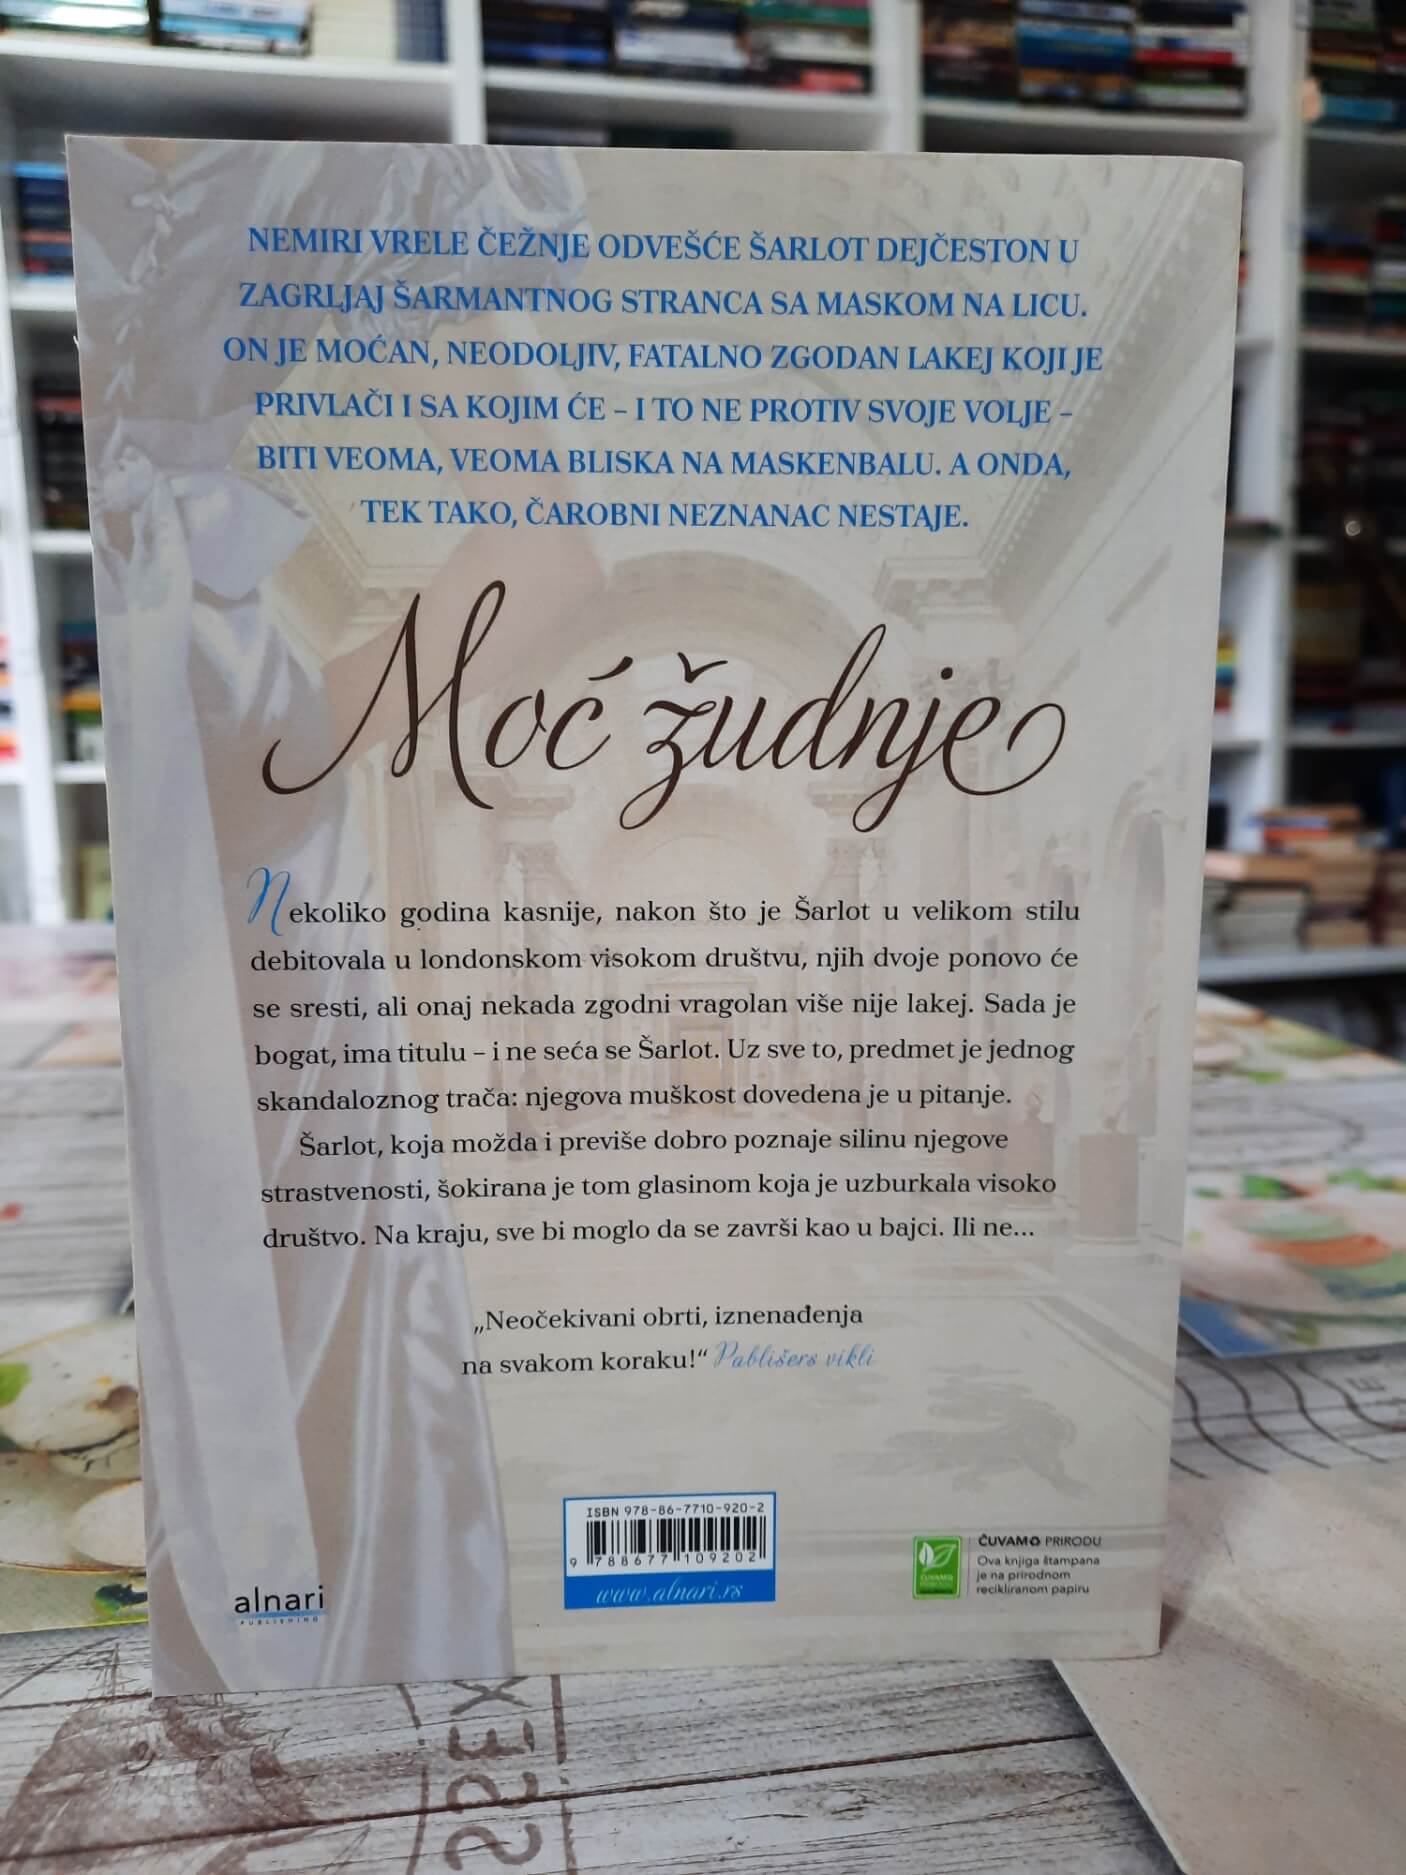 NEMIRI VRELE ČEŽNJE ODVEŠĆE ŠARLOT DEJČESTON U
ZAGRLJAJ ŠARMANTNOG STRANCA SA MASKOM NA LICU.
ON JE MOĆAN, NEODOLJIV, FATALNO ZGODAN LAKEJ KOJI JE
PRIVLAČI I SA KOJIM ĆE – I TO NE PROTIV SVOJE VOLJE –
BITI VEOMA, VEOMA BLISKA NA MASKENBALU. A ONDA,
TEK TAKO, ČAROBNI NEZNANAC NESTAJE.
Moć žudnje
Nekoliko godina kasnije, nakon što je Šarlot u velikom stilu
debitovala u londonskom visokom društvu, njih dvoje ponovo će
se sresti, ali onaj nekada zgodni vragolan više nije lakej. Sada je
bogat, ima titulu – i ne seća se Šarlot. Uz sve to, predmet je jednog
skandaloznog trača: njegova muškost dovedena je u pitanje.
Šarlot, koja možda i previše dobro poznaje silinu njegove
strastvenosti, šokirana je tom glasinom koja je uzburkala visoko
društvo. Na kraju, sve bi moglo da se završi kao u bajci. Ili ne...
„Neočekivani obrti, iznenađenja
na svakom koraku!“ Pablišers vikli
ISBN 978-86-7710-920-2
9 788677 109202
www.alnari.rs
alnari
PUBLISHING
ČUVAMO PRIRODU
Ova knjiga štampana
je na prirodnom
recikliranom papiru
ČUVAMO
PRIRODU